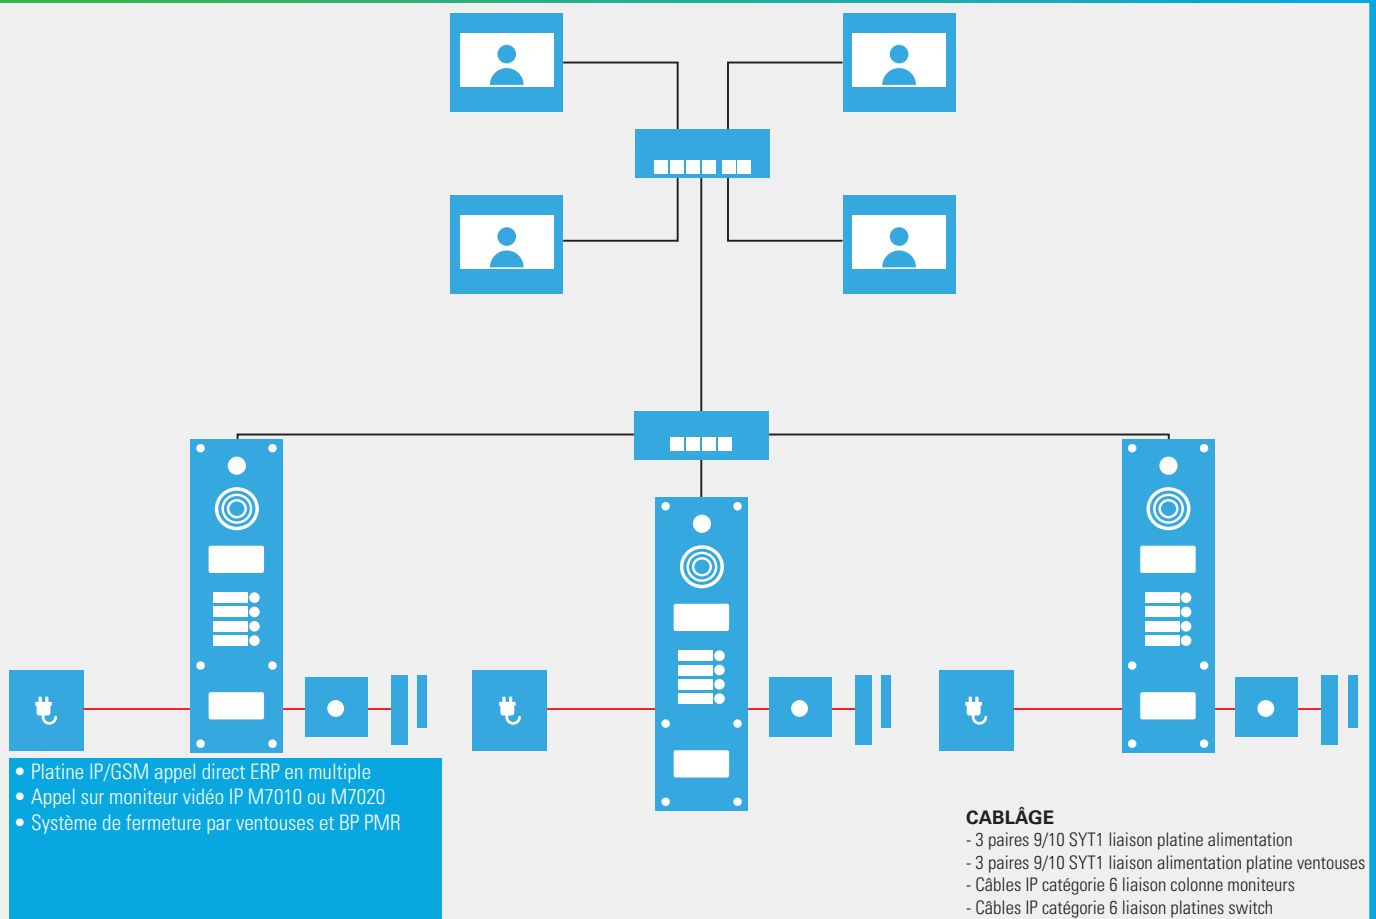 • Platine IP/GSM appel direct ERP en multiple
• Appel sur moniteur vidéo IP M7010 ou M7020
• Système de fermeture par ventouses et BP PMR
CABLÂGE
- 3 paires 9/10 SYT1 liaison platine alimentation
- 3 paires 9/10 SYT1 liaison alimentation platine ventouses
- Câbles IP catégorie 6 liaison colonne moniteurs
- Câbles IP catégorie 6 liaison platines switch